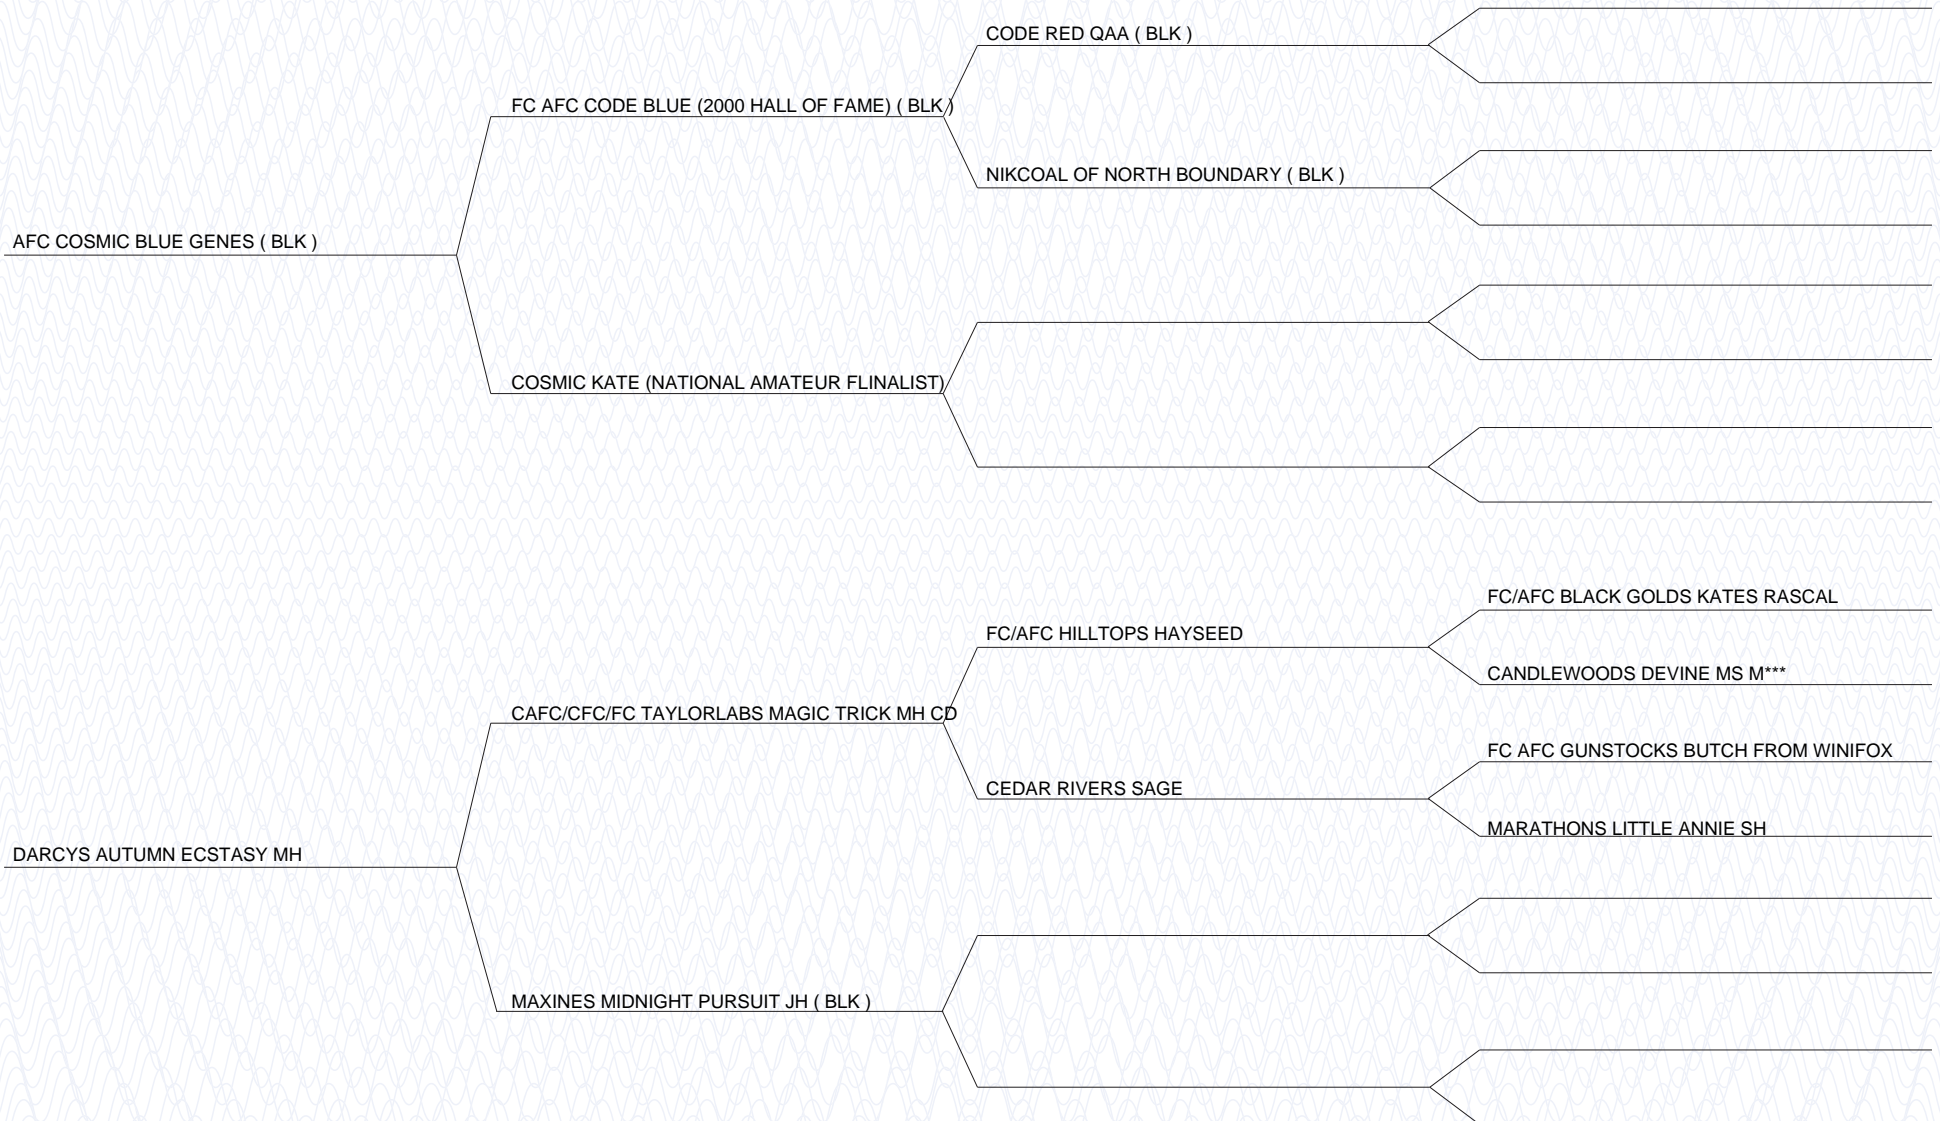 CODE RED QAA ( BLK )
FC AFC CODE BLUE (2000 HALL OF FAME) ( BLK )
NIKCOAL OF NORTH BOUNDARY ( BLK )
AFC COSMIC BLUE GENES ( BLK )
COSMIC KATE (NATIONAL AMATEUR FLINALIST)
FC/AFC BLACK GOLDS KATES RASCAL
FC/AFC HILLTOPS HAYSEED
CANDLEWOODS DEVINE MS M***
CAFC/CFC/FC TAYLORLABS MAGIC TRICK MH CD
FC AFC GUNSTOCKS BUTCH FROM WINIFOX
CEDAR RIVERS SAGE
MARATHONS LITTLE ANNIE SH
DARCYS AUTUMN ECSTASY MH
MAXINES MIDNIGHT PURSUIT JH ( BLK )